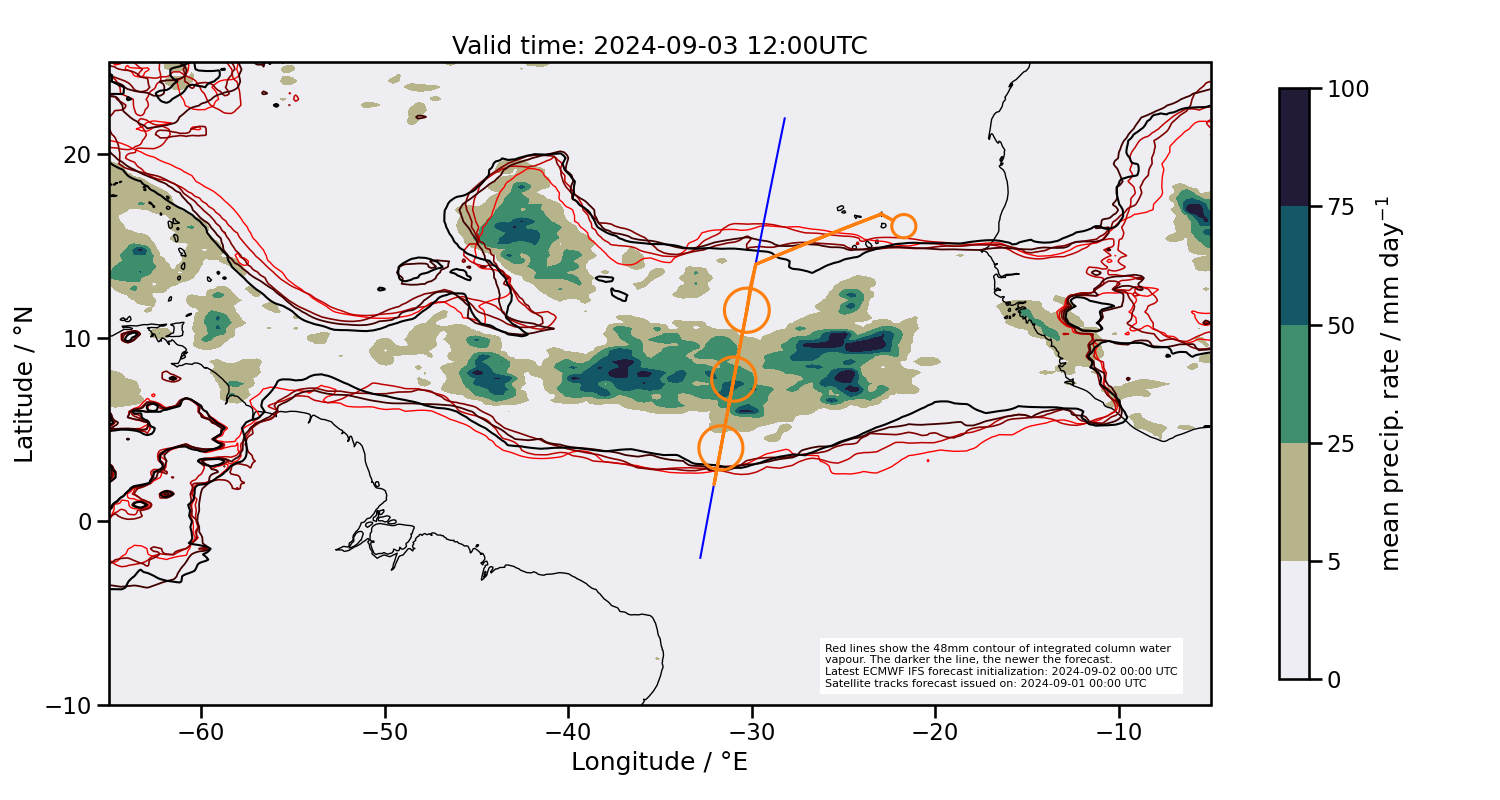 Valid time: 2024-09-03 12:00UTC
Latitude / °N
20
10
0
−10
−60
−50
−40
−30
−20
−10
Longitude / °E
Red lines show the 48mm contour of integrated column water
vapour. The darker the line, the newer the forecast.
Latest ECMWF IFS forecast initialization: 2024-09-02 00:00 UTC
Satellite tracks forecast issued on: 2024-09-01 00:00 UTC
100
75
50
25
5
0
mean precip. rate / mm day⁻¹